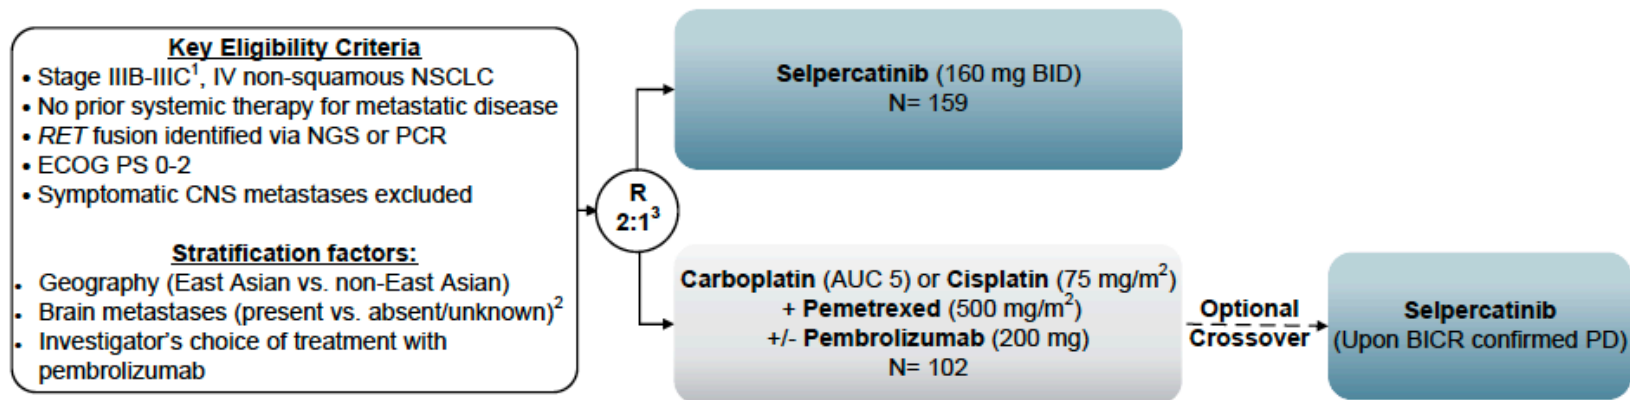 Key Eligibility Criteria
• Stage IIIB-IIIC¹, IV non-squamous NSCLC
• No prior systemic therapy for metastatic disease
• RET fusion identified via NGS or PCR
• ECOG PS 0-2
• Symptomatic CNS metastases excluded
Stratification factors:
• Geography (East Asian vs. non-East Asian)
• Brain metastases (present vs. absent/unknown)²
• Investigator's choice of treatment with
pembrolizumab
R
2:1³
Selpercatinib (160 mg BID)
N= 159
Carboplatin (AUC 5) or Cisplatin (75 mg/m²)
+ Pemetrexed (500 mg/m²)
+/- Pembrolizumab (200 mg)
N= 102
Optional
Crossover
Selpercatinib
(Upon BICR confirmed PD)